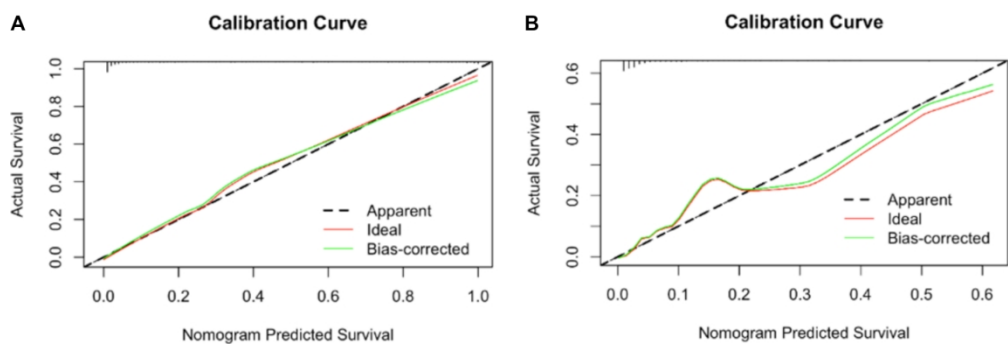 A
Calibration Curve
Actual Survival
1.0
0.8
0.6
0.4
0.2
0.0
Apparent
Ideal
Bias-corrected
0.0 0.2 0.4 0.6 0.8 1.0
Nomogram Predicted Survival
B
Calibration Curve
Actual Survival
0.6
0.4
0.2
0.0
Apparent
Ideal
Bias-corrected
0.0 0.1 0.2 0.3 0.4 0.5 0.6
Nomogram Predicted Survival